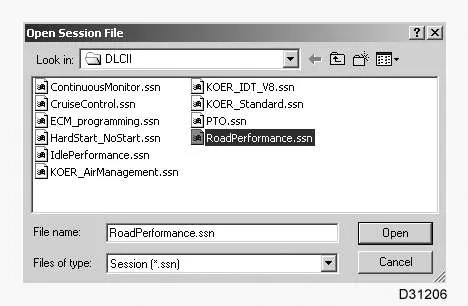 Open Session File
Look in: DLCII
ContinuousMonitor.ssn
CruiseControl.ssn
ECM_programming.ssn
HardStart_NoStart.ssn
IdlePerformance.ssn
KOER_AirManagement.ssn
KOER_IDT_V8.ssn
KOER_Standard.ssn
PTO.ssn
RoadPerformance.ssn
File name: RoadPerformance.ssn Open
Files of type: Session (*.ssn) Cancel
D31206